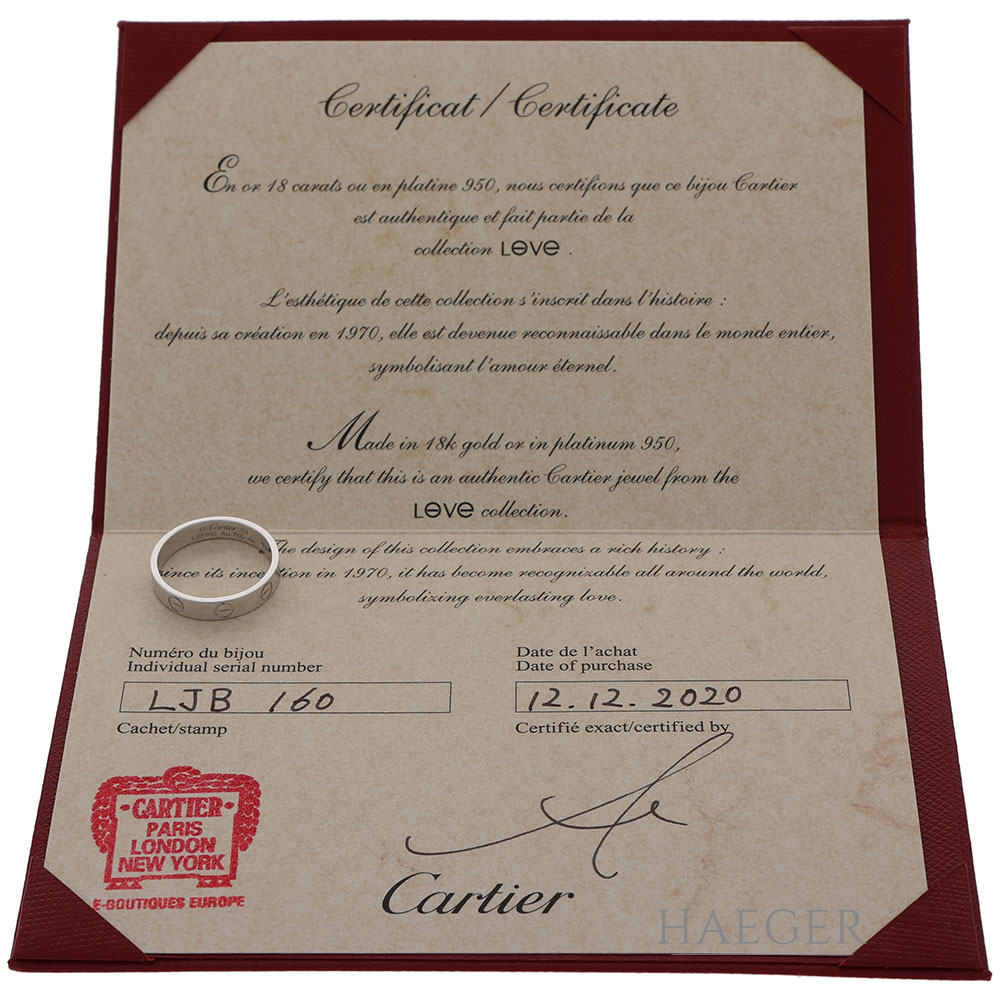 Certificat / Certificate
En or 18 carats ou en platine 950, nous certifions que ce bijou Cartier
est authentique et fait partie de la
collection LOVE .
L'esthétique de cette collection s'inscrit dans l'histoire :
depuis sa création en 1970, elle est devenue reconnaissable dans le monde entier,
symbolisant l'amour éternel.
Made in 18k gold or in platinum 950,
we certify that this is an authentic Cartier jewel from the
LOVE collection.
design of this collection embraces a rich history :
its in 1970, it has become recognizable all around the world,
symbolizing everlasting love.
Cartier
LJB160 Au 750
Numéro du bijou
Individual serial number
LJB 160
Cachet/stamp
Date de l'achat
Date of purchase
12.12.2020
Certifié exact/certified by
CARTIER
PARIS
LONDON
NEW YORK
E-BOUTIQUES EUROPE
Cartier
HAEGER